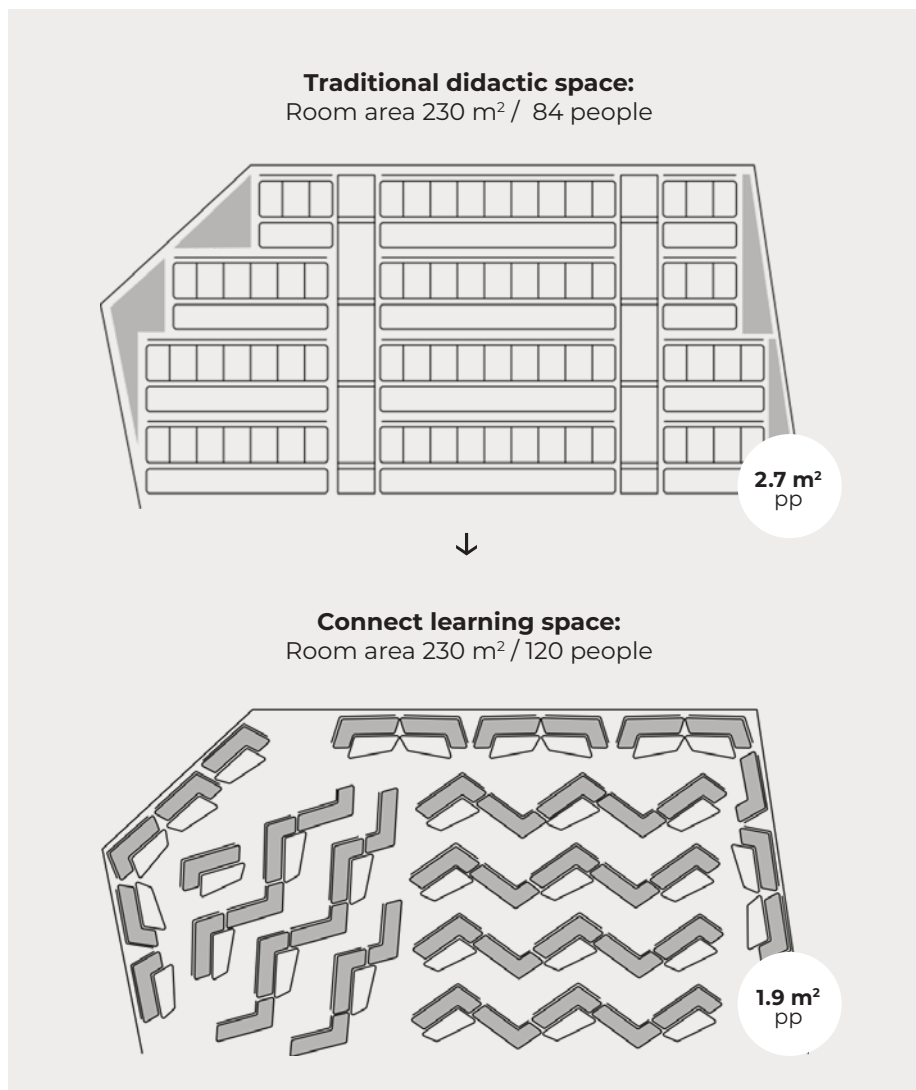 Traditional didactic space:
Room area 230 m² / 84 people
2.7 m²
pp
Connect learning space:
Room area 230 m² / 120 people
1.9 m²
pp